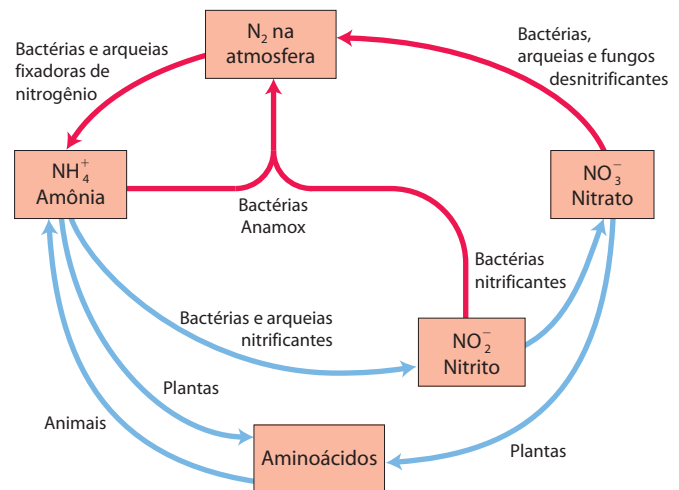 N₂ na
atmosfera
Bactérias e arqueias
fixadoras de
nitrogênio
Bactérias,
arqueias e fungos
desnitrificantes
NH₄⁺
Amônia
NO₃⁻
Nitrato
Bactérias
Anamox
Bactérias
nitrificantes
Bactérias e arqueias
nitrificantes
NO₂⁻
Nitrito
Plantas
Animais
Aminoácidos
Plantas